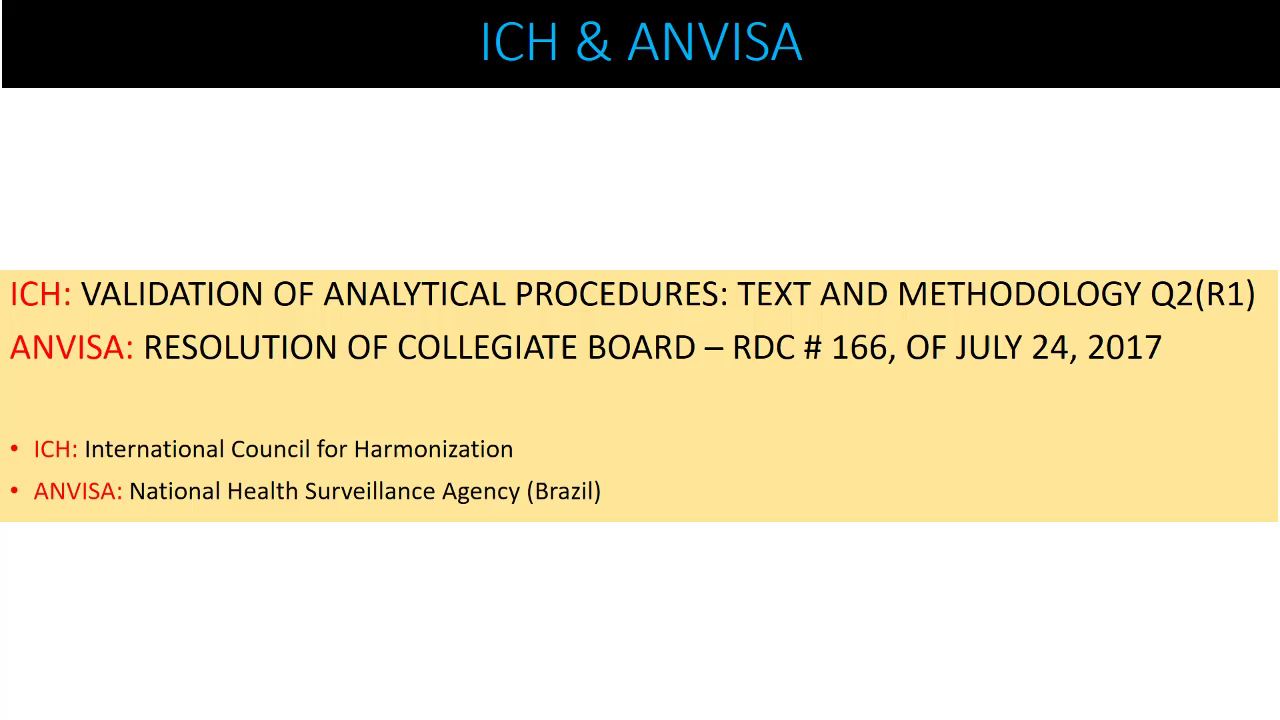 ICH & ANVISA
ICH: VALIDATION OF ANALYTICAL PROCEDURES: TEXT AND METHODOLOGY Q2(R1)
ANVISA: RESOLUTION OF COLLEGIATE BOARD – RDC # 166, OF JULY 24, 2017
• ICH: International Council for Harmonization
• ANVISA: National Health Surveillance Agency (Brazil)